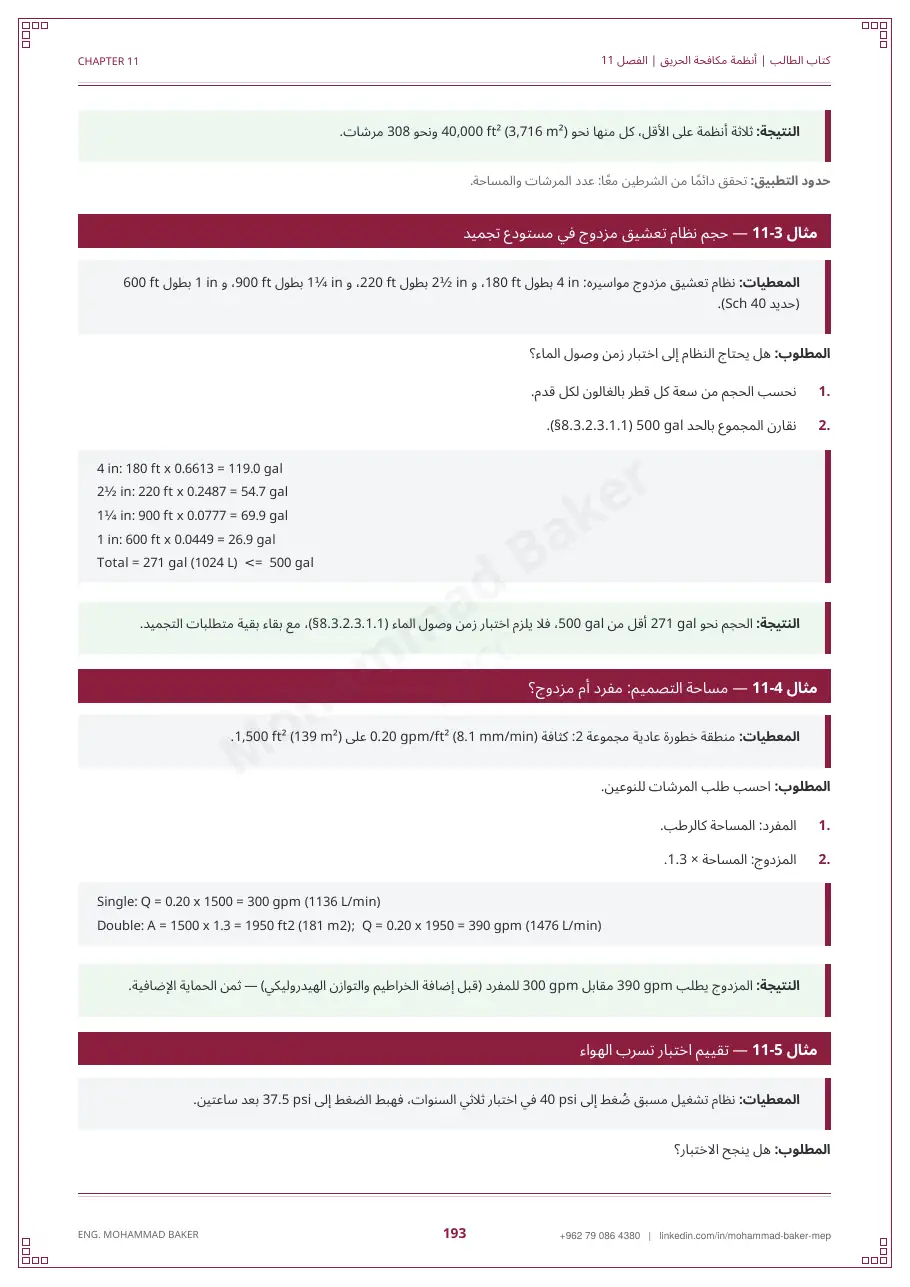 CHAPTER 11
كتاب الطالب | أنظمة مكافحة الحريق | الفصل 11
النتيجة: ثلاثة أنظمة على الأقل، كل منها نحو 40,000 ft² (3,716 m²) ونحو 308 مرشات.
حدود التطبيق: تحقق دائمًا من الشرطين معًا: عدد المرشات والمساحة.
مثال 3-11 — حجم نظام تعشيق مزدوج في مستودع تجميد
المعطيات: نظام تعشيق مزدوج مواسيره: 4 in بطول 180 ft، و 2½ in بطول 220 ft، و 1¼ in بطول 900 ft، و 1 in بطول 600 ft
(حديد Sch 40).
المطلوب: هل يحتاج النظام إلى اختبار زمن وصول الماء؟
1. نحسب الحجم من سعة كل قطر بالغالون لكل قدم.
2. نقارن المجموع بالحد 500 gal (§8.3.2.3.1.1).
4 in: 180 ft x 0.6613 = 119.0 gal
2½ in: 220 ft x 0.2487 = 54.7 gal
1¼ in: 900 ft x 0.0777 = 69.9 gal
1 in: 600 ft x 0.0449 = 26.9 gal
Total = 271 gal (1024 L) <= 500 gal
النتيجة: الحجم نحو 271 gal أقل من 500 gal، فلا يلزم اختبار زمن وصول الماء (§8.3.2.3.1.1)، مع بقاء بقية متطلبات التجميد.
مثال 4-11 — مساحة التصميم: مفرد أم مزدوج؟
المعطيات: منطقة خطورة عادية مجموعة 2: كثافة 0.20 gpm/ft² (8.1 mm/min) على 1,500 ft² (139 m²).
المطلوب: احسب طلب المرشات للنوعين.
1. المفرد: المساحة كالرطب.
2. المزدوج: المساحة × 1.3.
Single: Q = 0.20 x 1500 = 300 gpm (1136 L/min)
Double: A = 1500 x 1.3 = 1950 ft2 (181 m2); Q = 0.20 x 1950 = 390 gpm (1476 L/min)
النتيجة: المزدوج يطلب 390 gpm مقابل 300 gpm للمفرد (قبل إضافة الخراطيم والتوازن الهيدروليكي) — ثمن الحماية الإضافية.
مثال 5-11 — تقييم اختبار تسرب الهواء
المعطيات: نظام تشغيل مسبق ضُغط إلى 40 psi في اختبار ثلاثي السنوات، فهبط الضغط إلى 37.5 psi بعد ساعتين.
المطلوب: هل ينجح الاختبار؟
ENG. MOHAMMAD BAKER
193
+962 79 086 4380 | linkedin.com/in/mohammad-baker-mep
Mohammad Baker